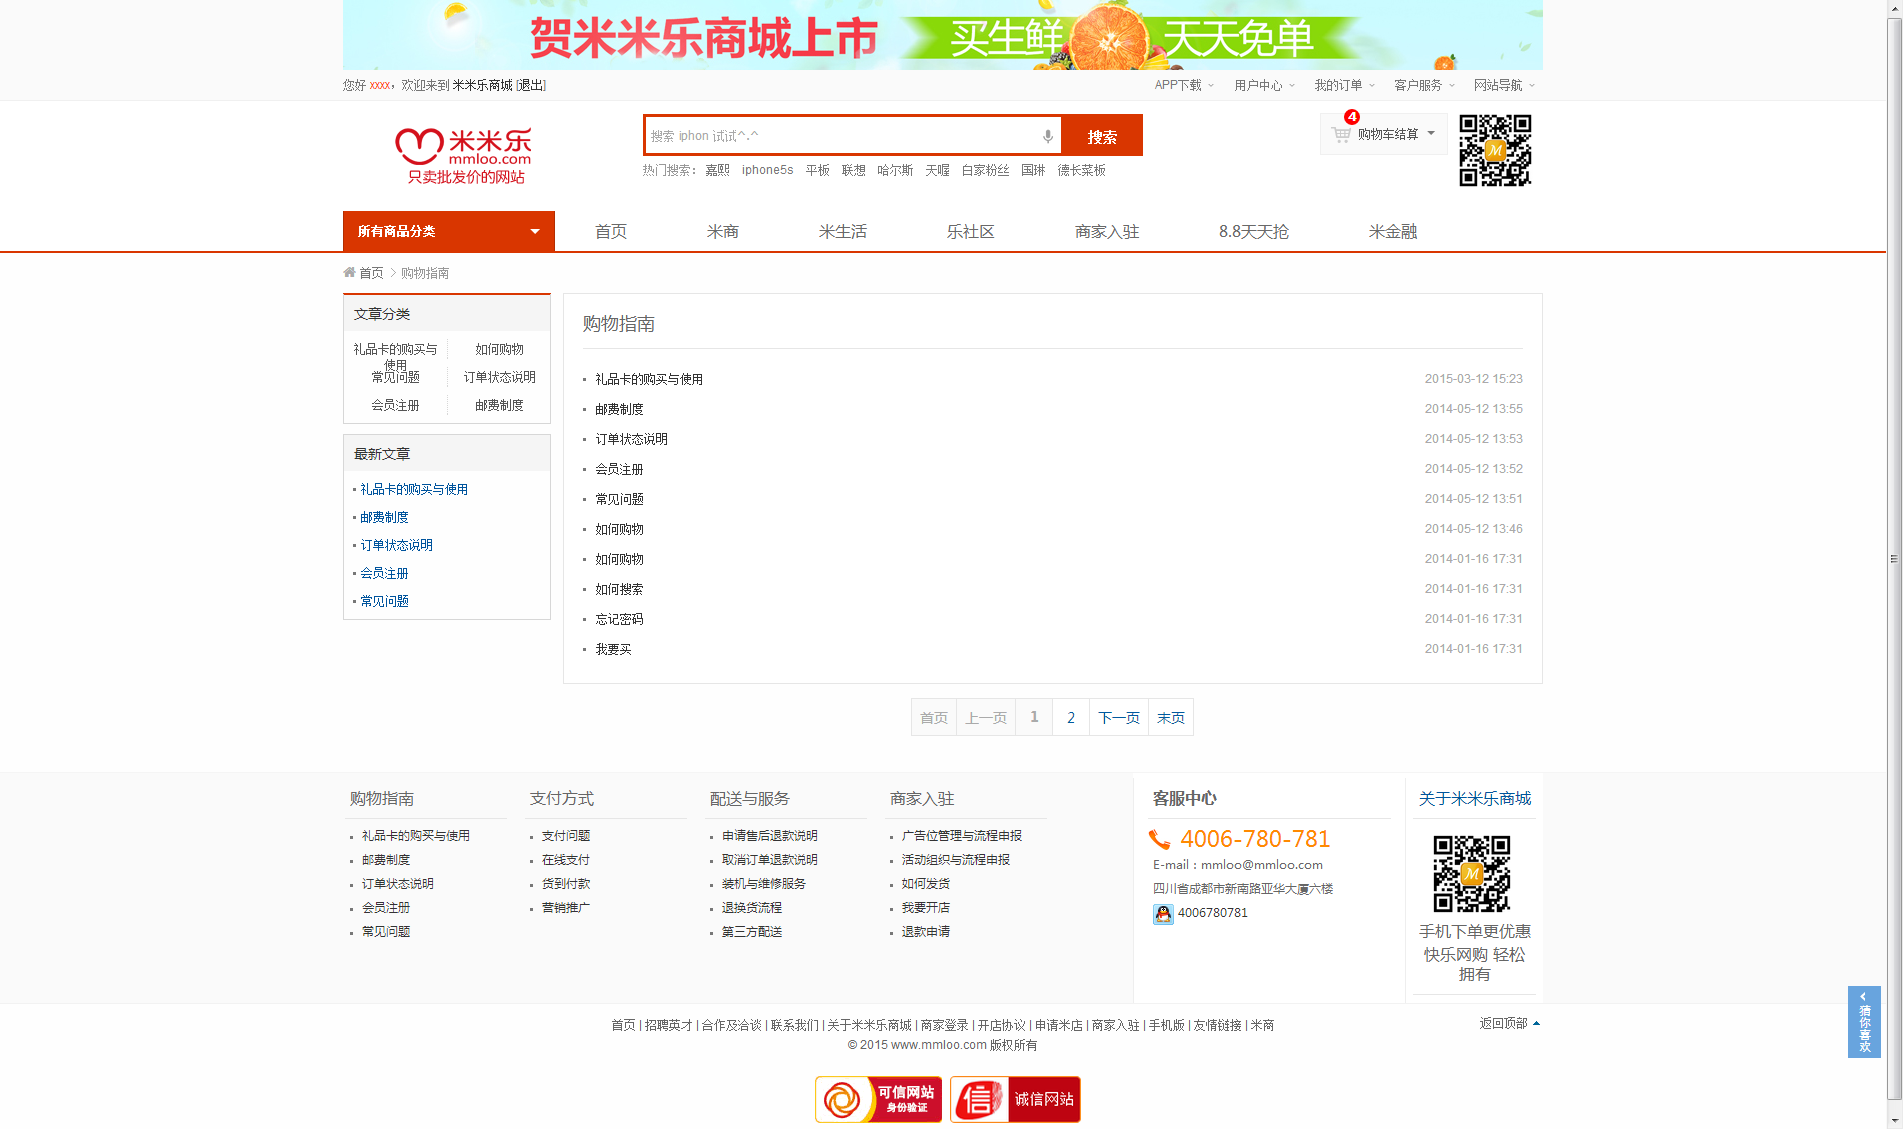 贺米米乐商城上市 买生鲜 天天免单
您好 xxxx，欢迎来到 米米乐商城 [退出]
APP下载 用户中心 我的订单 客户服务 网站导航
米米乐
mmloo.com
只卖批发价的网站
搜索 iphon 试试^.^
搜索
4
购物车结算
热门搜索： 嘉熙 iphone5s 平板 联想 哈尔斯 天喔 白家粉丝 国琳 德长菜板
所有商品分类 首页 米商 米生活 乐社区 商家入驻 8.8天天抢 米金融
首页 > 购物指南
文章分类
礼品卡的购买与使用 如何购物
常见问题 订单状态说明
会员注册 邮费制度
最新文章
礼品卡的购买与使用
邮费制度
订单状态说明
会员注册
常见问题
购物指南
礼品卡的购买与使用 2015-03-12 15:23
邮费制度 2014-05-12 13:55
订单状态说明 2014-05-12 13:53
会员注册 2014-05-12 13:52
常见问题 2014-05-12 13:51
如何购物 2014-05-12 13:46
如何购物 2014-01-16 17:31
如何搜索 2014-01-16 17:31
忘记密码 2014-01-16 17:31
我要买 2014-01-16 17:31
首页 上一页 1 2 下一页 末页
购物指南
礼品卡的购买与使用
邮费制度
订单状态说明
会员注册
常见问题
支付方式
支付问题
在线支付
货到付款
营销推广
配送与服务
申请售后退款说明
取消订单退款说明
装机与维修服务
退换货流程
第三方配送
商家入驻
广告位管理与流程申报
活动组织与流程申报
如何发货
我要开店
退款申请
客服中心
4006-780-781
E-mail : mmloo@mmloo.com
四川省成都市新南路亚华大厦六楼
4006780781
关于米米乐商城
M
手机下单更优惠
快乐网购 轻松
拥有
猜你喜欢
首页 | 招聘英才 | 合作及洽谈 | 联系我们 | 关于米米乐商城 | 商家登录 | 开店协议 | 申请米店 | 商家入驻 | 手机版 | 友情链接 | 米商
返回顶部
© 2015 www.mmloo.com 版权所有
可信网站
身份验证
信 诚信网站